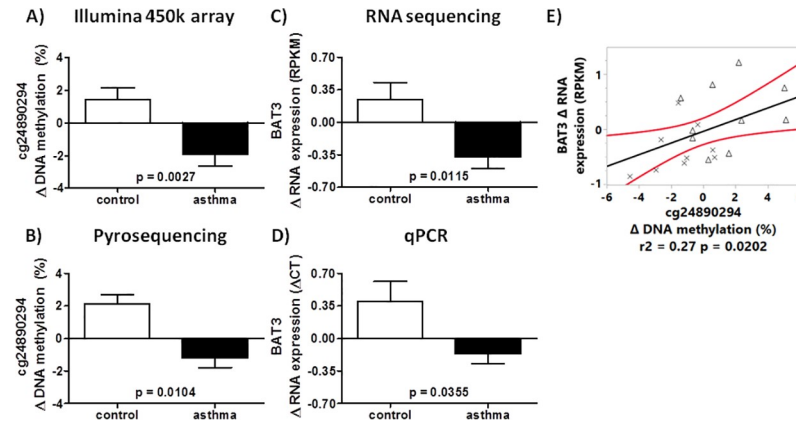 A) Illumina 450k array
cg24890294
Δ DNA methylation (%)
4
2
0
-2
-4
p = 0.0027
control asthma
B) Pyrosequencing
cg24890294
Δ DNA methylation (%)
4
2
0
-2
-4
p = 0.0104
control asthma
C) RNA sequencing
BAT3
Δ RNA expression (RPKM)
0.70
0.35
0.00
-0.35
-0.70
p = 0.0115
control asthma
D) qPCR
BAT3
Δ RNA expression (ΔCT)
0.70
0.35
0.00
-0.35
-0.70
p = 0.0355
control asthma
E)
BAT3 Δ RNA
expression (RPKM)
1
0
-1
-6 -4 -2 0 2 4 6
cg24890294
Δ DNA methylation (%)
r2 = 0.27 p = 0.0202